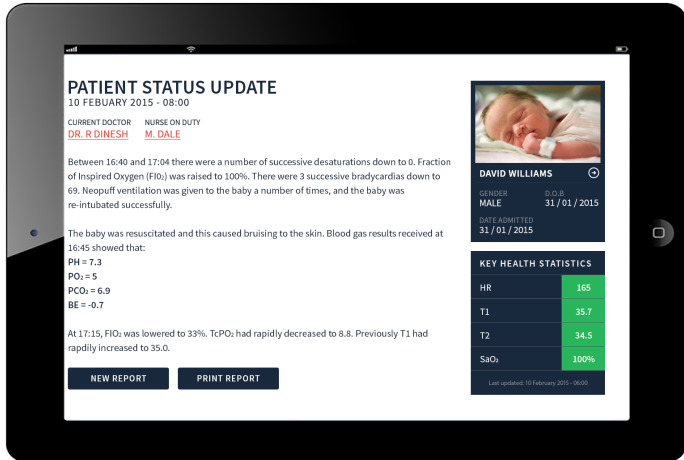 PATIENT STATUS UPDATE
10 FEBUARY 2015 - 08:00
CURRENT DOCTOR NURSE ON DUTY
DR. R DINESH M. DALE
Between 16:40 and 17:04 there were a number of successive desaturations down to 0. Fraction
of Inspired Oxygen (FI0₂) was raised to 100%. There were 3 successive bradycardias down to
69. Neopuff ventilation was given to the baby a number of times, and the baby was
re-intubated successfully.
The baby was resuscitated and this caused bruising to the skin. Blood gas results received at
16:45 showed that:
PH = 7.3
PO₂ = 5
PCO₂ = 6.9
BE = -0.7
At 17:15, FIO₂ was lowered to 33%. TcPO₂ had rapidly decreased to 8.8. Previously T1 had
rapdily increased to 35.0.
NEW REPORT PRINT REPORT
DAVID WILLIAMS
GENDER D.O.B
MALE 31 / 01 / 2015
DATE ADMITTED
31 / 01 / 2015
KEY HEALTH STATISTICS
HR 165
T1 35.7
T2 34.5
SaO₂ 100%
Last updated: 10 February 2015 - 06:00